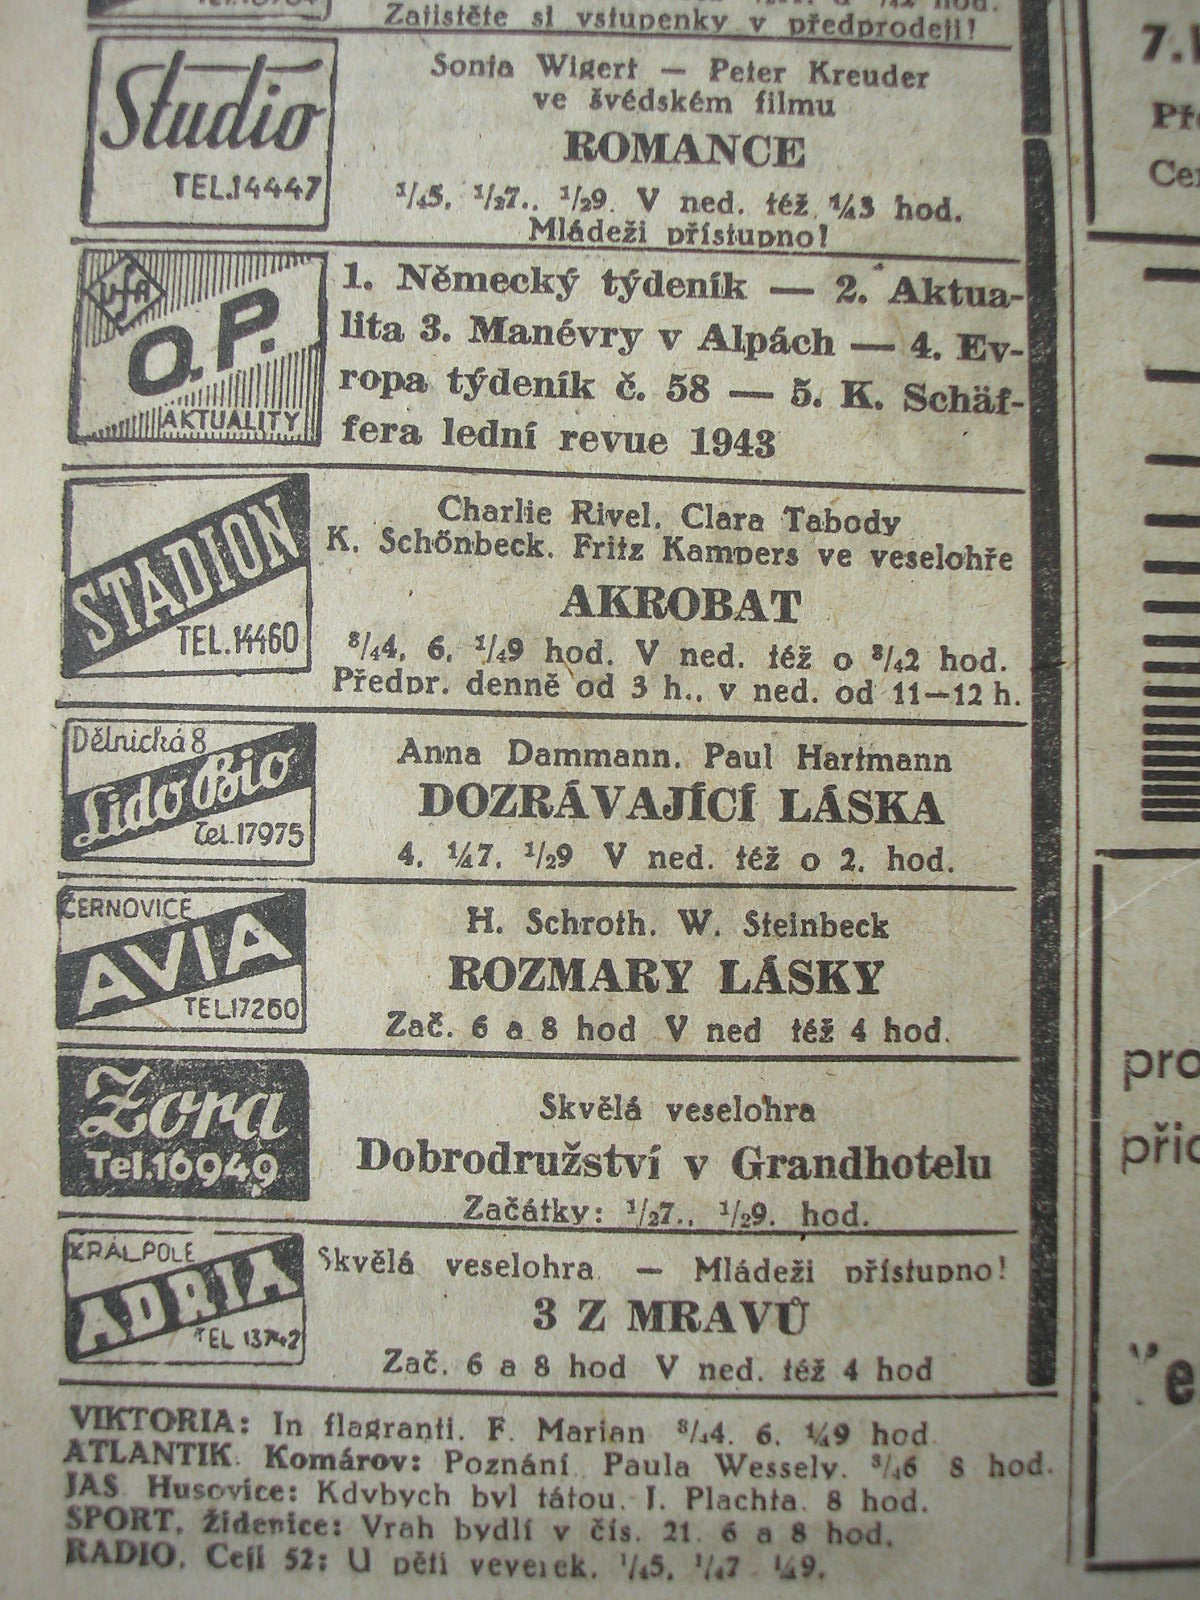 Zajistěte si vstupenky v předprodeji!
Studio
TEL.14447
Sonja Wigert — Peter Kreuder
ve švédském filmu
ROMANCE
1/45, 1/27., 1/29. V ned. též 1/43 hod.
Mládeži přístupno!
Ufa
O.P.
AKTUALITY
1. Německý týdeník — 2. Aktua-
lita 3. Manévry v Alpách — 4. Ev-
ropa týdeník č. 58 — 5. K. Schäf-
fera lední revue 1943
STADION
TEL.14460
Charlie Rivel, Clara Tabody
K. Schönbeck, Fritz Kampers ve veselohře
AKROBAT
3/44, 6, 1/49 hod. V ned. též o 3/42 hod.
Předpr. denně od 3 h., v ned. od 11—12 h.
Dělnická 8
Lido Bio
Tel.17975
Anna Dammann, Paul Hartmann
DOZRÁVAJÍCÍ LÁSKA
4, 1/47, 1/29 V ned. též o 2. hod.
ČERNOVICE
AVIA
TEL.17260
H. Schroth, W. Steinbeck
ROZMARY LÁSKY
Zač. 6 a 8 hod V ned též 4 hod.
Zora
Tel.16949
Skvělá veselohra
Dobrodružství v Grandhotelu
Začátky: 1/27., 1/29. hod.
KRÁL.POLE
ADRIA
TEL 13742
Skvělá veselohra — Mládeži přístupno!
3 Z MRAVŮ
Zač. 6 a 8 hod V ned. též 4 hod
VIKTORIA: In flagranti. F. Marian 3/44. 6. 1/49 hod
ATLANTIK Komárov: Poznání Paula Wessely. 3/46 8 hod.
JAS Husovice: Kdybych byl tátou. J. Plachta. 8 hod.
SPORT, Židenice: Vrah bydlí v čís. 21. 6 a 8 hod.
RADIO, Cejl 52: U pěti veverek. 1/45, 1/47 1/49.
7.
Př
Cen
pro
přic